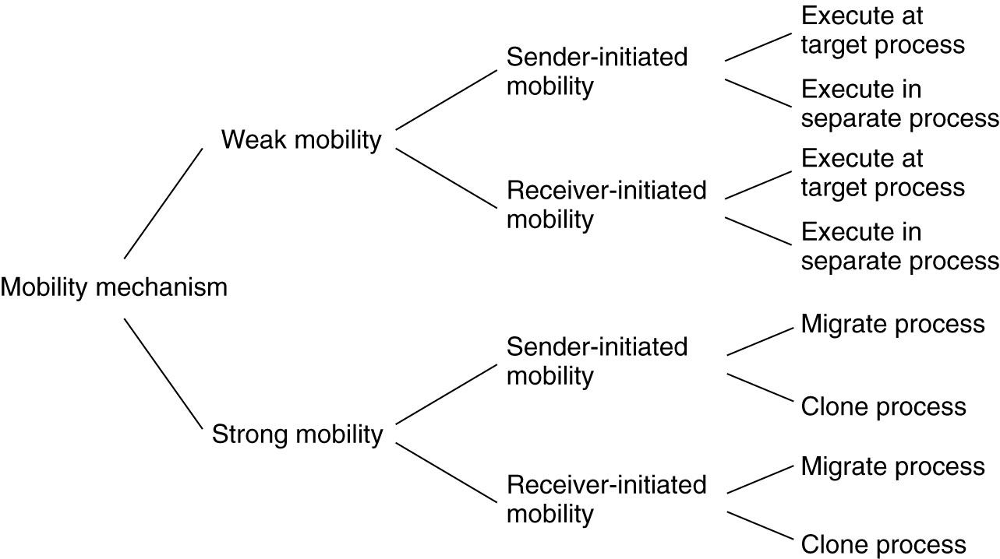 Mobility mechanism
Weak mobility
Sender-initiated
mobility
Execute at
target process
Execute in
separate process
Receiver-initiated
mobility
Execute at
target process
Execute in
separate process
Strong mobility
Sender-initiated
mobility
Migrate process
Clone process
Receiver-initiated
mobility
Migrate process
Clone process